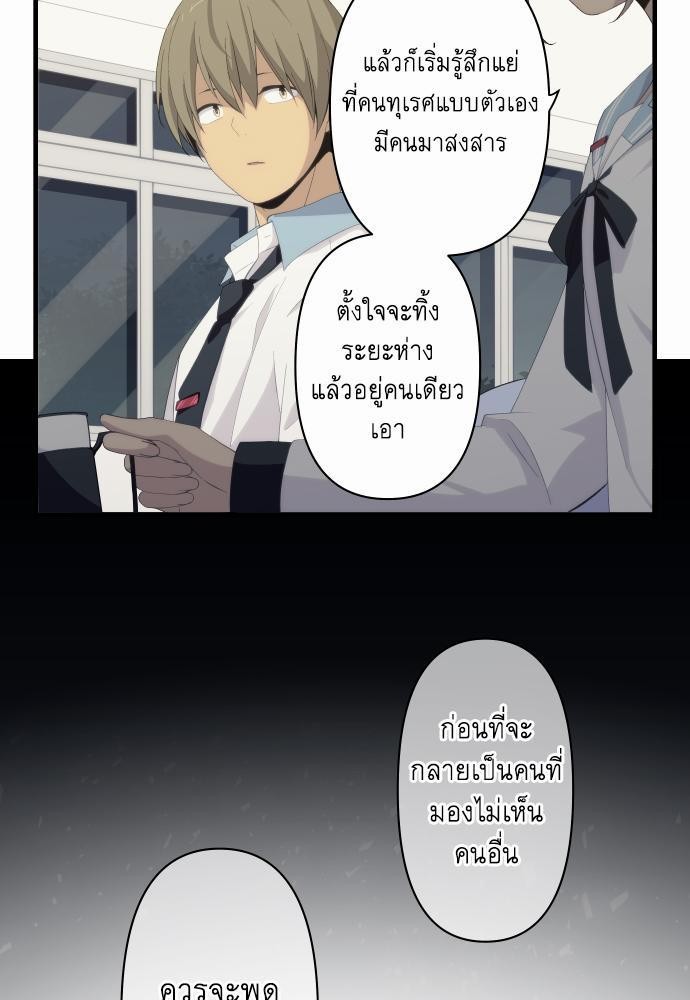 แล้วก็เริ่มรู้สึกแย่
ที่คนทุเรศแบบตัวเอง
มีคนมาสงสาร
ตั้งใจจะทิ้ง
ระยะห่าง
แล้วอยู่คนเดียว
เอา
ก่อนที่จะ
กลายเป็นคนที่
มองไม่เห็น
คนอื่น
ควรจะพูด